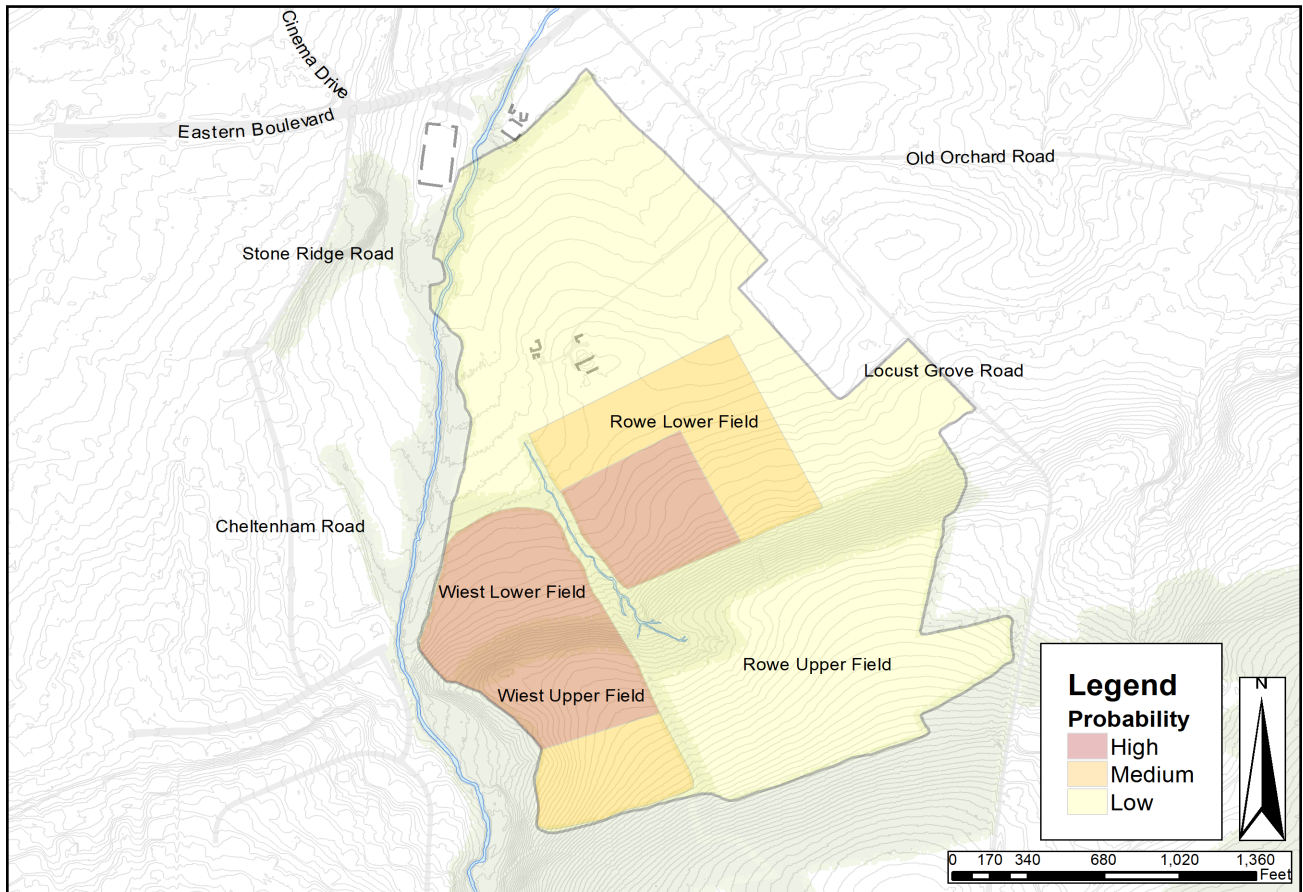 Cinema Drive
Eastern Boulevard
Old Orchard Road
Stone Ridge Road
Locust Grove Road
Rowe Lower Field
Cheltenham Road
Wiest Lower Field
Rowe Upper Field
Wiest Upper Field
Legend
Probability
High
Medium
Low
N
0 170 340 680 1,020 1,360
Feet